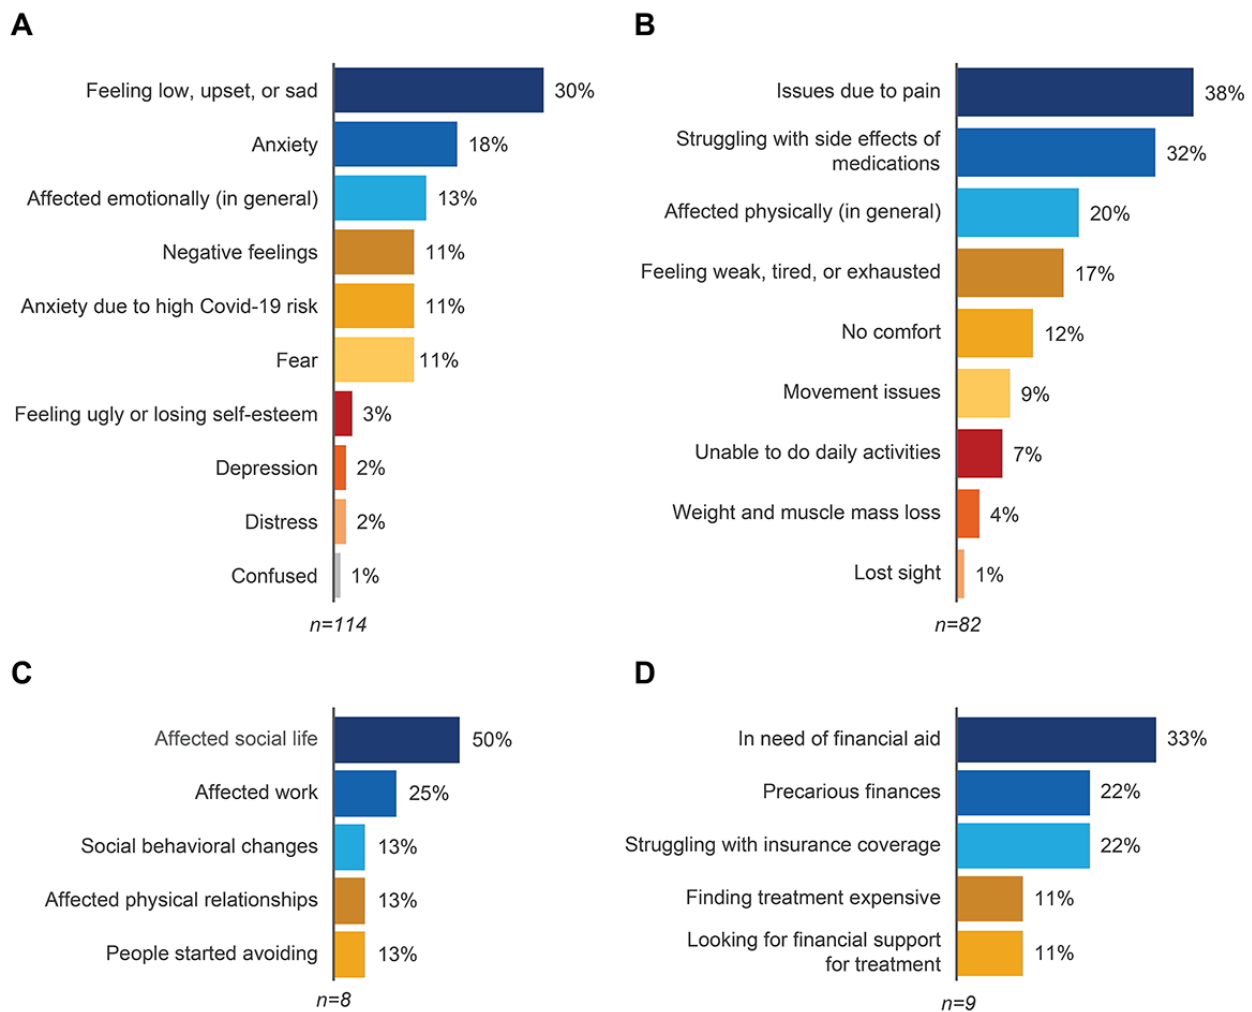 A
Feeling low, upset, or sad 30%
Anxiety 18%
Affected emotionally (in general) 13%
Negative feelings 11%
Anxiety due to high Covid-19 risk 11%
Fear 11%
Feeling ugly or losing self-esteem 3%
Depression 2%
Distress 2%
Confused 1%
n=114
B
Issues due to pain 38%
Struggling with side effects of
medications 32%
Affected physically (in general) 20%
Feeling weak, tired, or exhausted 17%
No comfort 12%
Movement issues 9%
Unable to do daily activities 7%
Weight and muscle mass loss 4%
Lost sight 1%
n=82
C
Affected social life 50%
Affected work 25%
Social behavioral changes 13%
Affected physical relationships 13%
People started avoiding 13%
n=8
D
In need of financial aid 33%
Precarious finances 22%
Struggling with insurance coverage 22%
Finding treatment expensive 11%
Looking for financial support
for treatment 11%
n=9